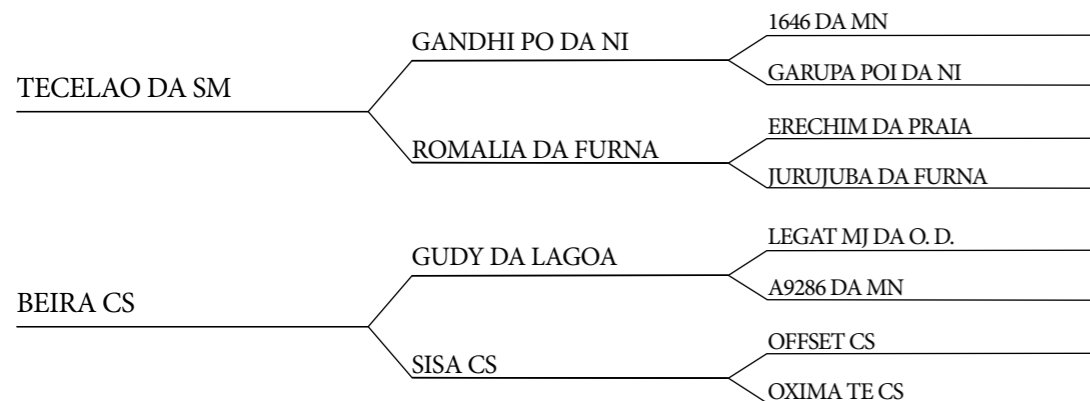 1646 DA MN
GANDHI PO DA NI
GARUPA POI DA NI
TECELAO DA SM
ERECHIM DA PRAIA
ROMALIA DA FURNA
JURUJUBA DA FURNA
LEGAT MJ DA O. D.
GUDY DA LAGOA
A9286 DA MN
BEIRA CS
OFFSET CS
SISA CS
OXIMA TE CS